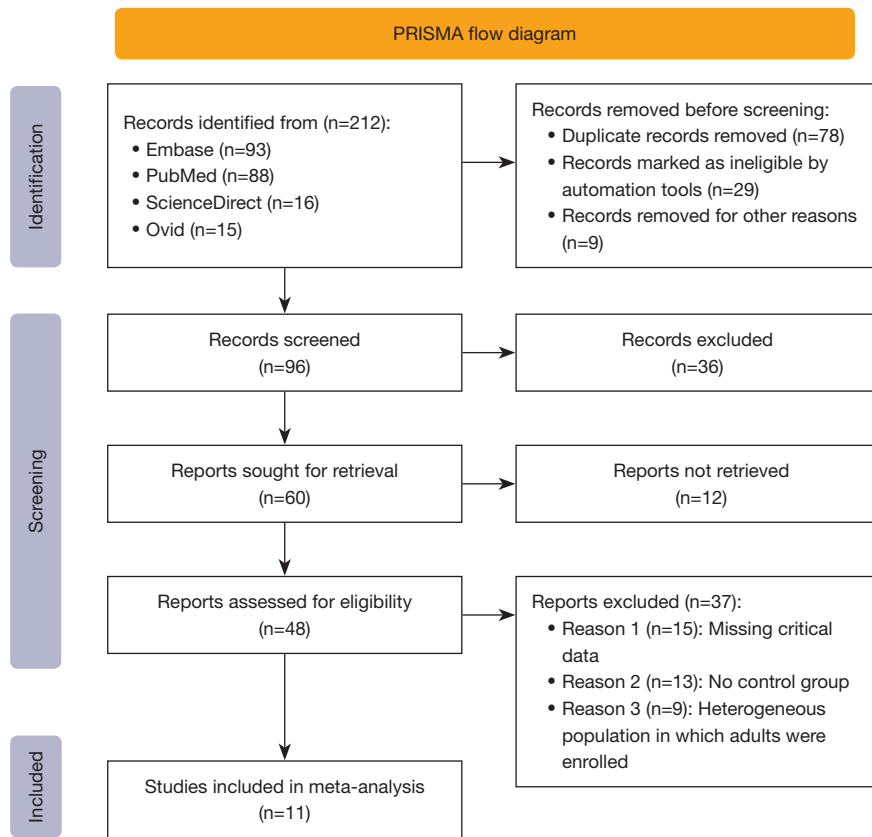 PRISMA flow diagram
Identification
Records identified from (n=212):
• Embase (n=93)
• PubMed (n=88)
• ScienceDirect (n=16)
• Ovid (n=15)
Records removed before screening:
• Duplicate records removed (n=78)
• Records marked as ineligible by
automation tools (n=29)
• Records removed for other reasons
(n=9)
Screening
Records screened
(n=96)
Records excluded
(n=36)
Reports sought for retrieval
(n=60)
Reports not retrieved
(n=12)
Reports assessed for eligibility
(n=48)
Reports excluded (n=37):
• Reason 1 (n=15): Missing critical
data
• Reason 2 (n=13): No control group
• Reason 3 (n=9): Heterogeneous
population in which adults were
enrolled
Included
Studies included in meta-analysis
(n=11)